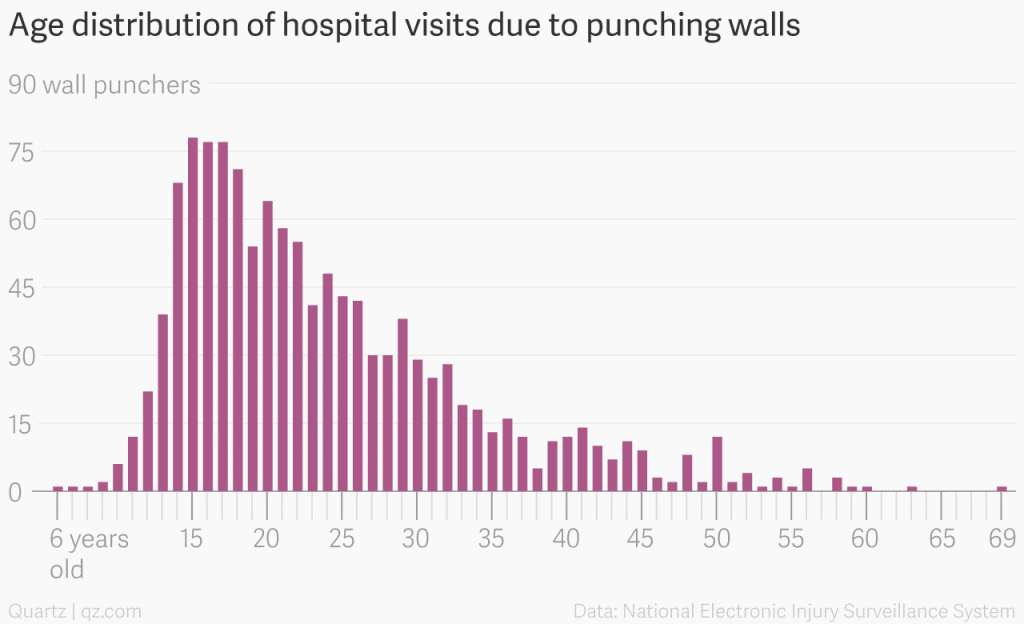 Age distribution of hospital visits due to punching walls
90 wall punchers
75
60
45
30
15
0
6 years 15 20 25 30 35 40 45 50 55 60 65 69
old
Quartz | qz.com Data: National Electronic Injury Surveillance System